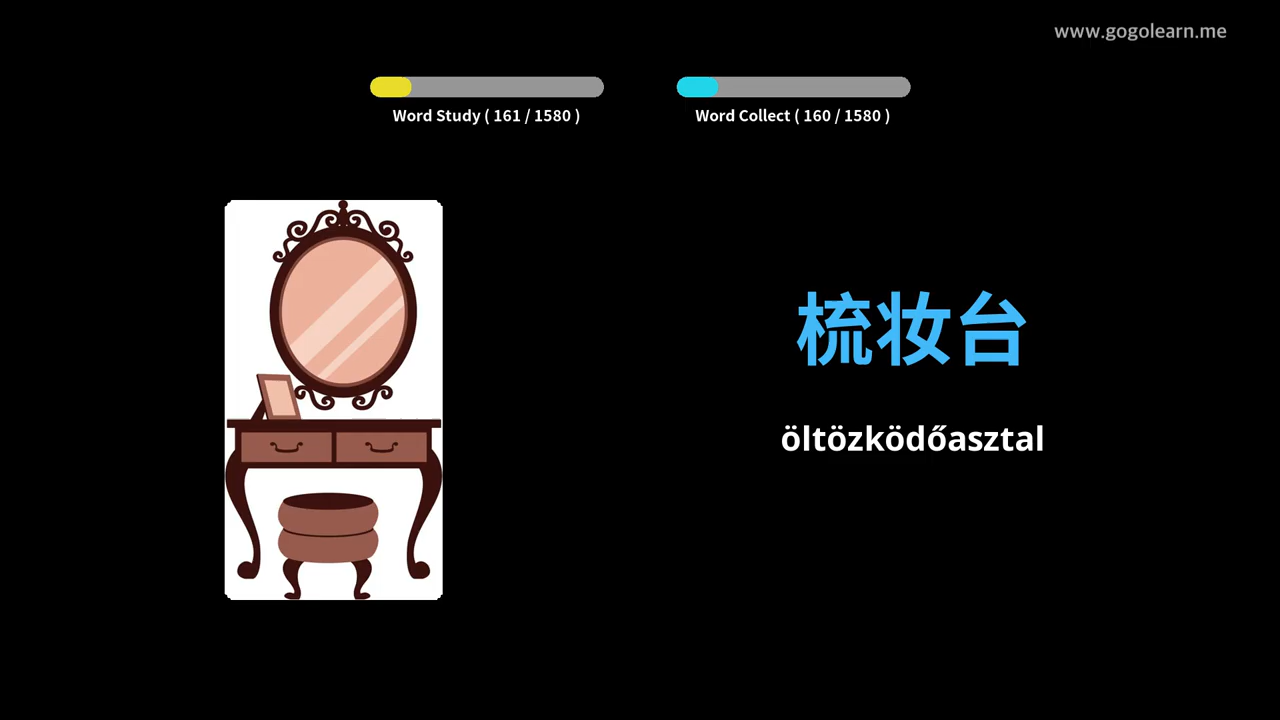 www.gogolearn.me
Word Study ( 161 / 1580 )
Word Collect ( 160 / 1580 )
梳妆台
öltözködőasztal